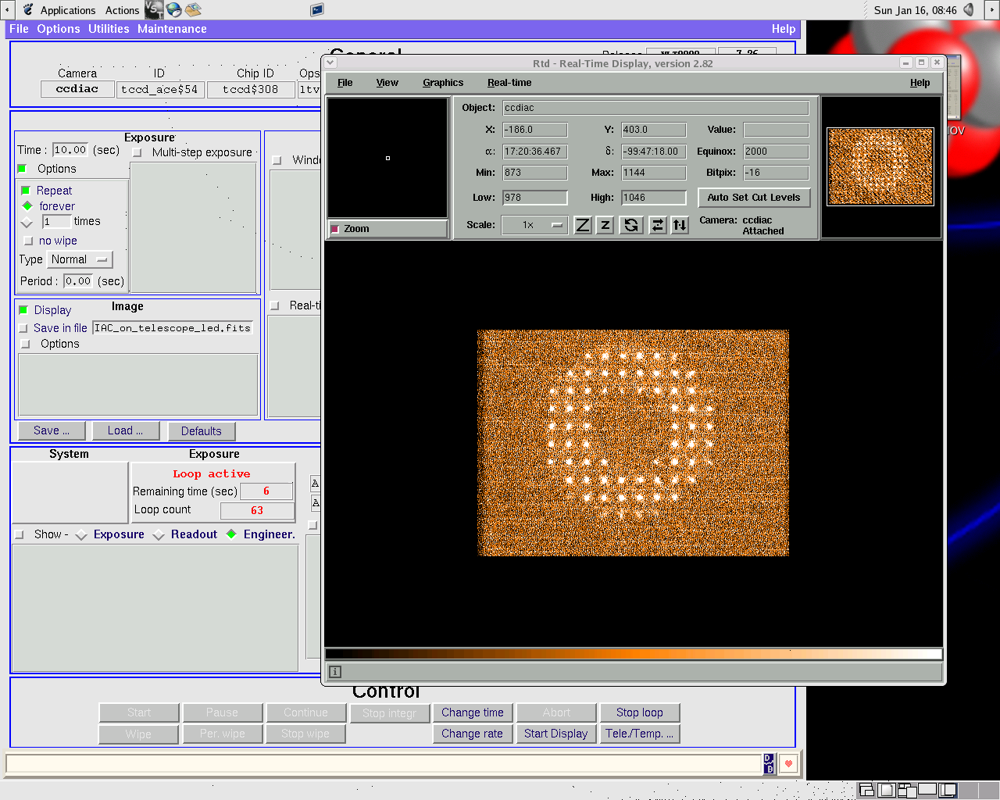 Applications Actions
Sun Jan 16, 08:46
File Options Utilities Maintenance
Help
Camera
ID
Chip ID
ccdiac
tccd_ace$54
tccd$308
Exposure
Time : 10.00 (sec)
Multi-step exposure
Options
Repeat
forever
1 times
no wipe
Type Normal
Period : 0.00 (sec)
Image
Display
Save in file IAC_on_telescope_led.fits
Options
Save ...
Load ...
Defaults
System
Exposure
Loop active
Remaining time (sec) 6
Loop count 63
Show - Exposure Readout Engineer.
Rtd - Real-Time Display, version 2.82
File View Graphics Real-time
Help
Object: ccdiac
X: -186.0 Y: 403.0 Value:
α: 17:20:36.467 δ: -99:47:18.00 Equinox: 2000
Min: 873 Max: 1144 Bitpix: -16
Low: 978 High: 1046 Auto Set Cut Levels
Scale: 1x Z z
Camera: ccdiac
Attached
Zoom
Control
Start Pause Continue Stop integr Change time Abort Stop loop
Wipe Per. wipe Stop wipe Change rate Start Display Tele./Temp. ...